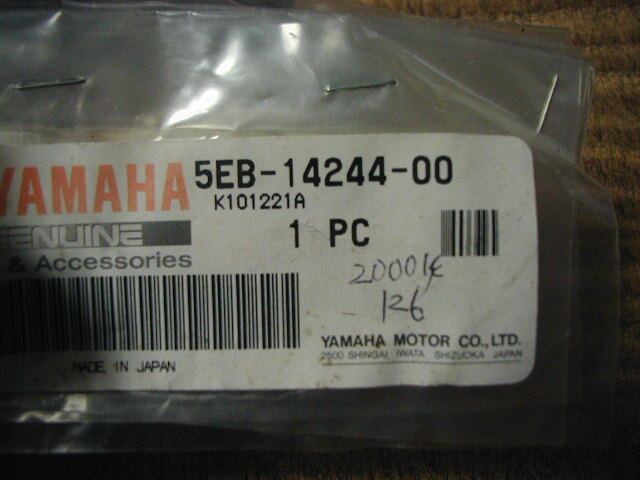 YAMAHA 5EB-14244-00
K101221A
GENUINE 1 PC
& Accessories
126
YAMAHA MOTOR CO., LTD.
2500 SHINGAI, IWATA, SHIZUOKA, JAPAN
MADE IN JAPAN